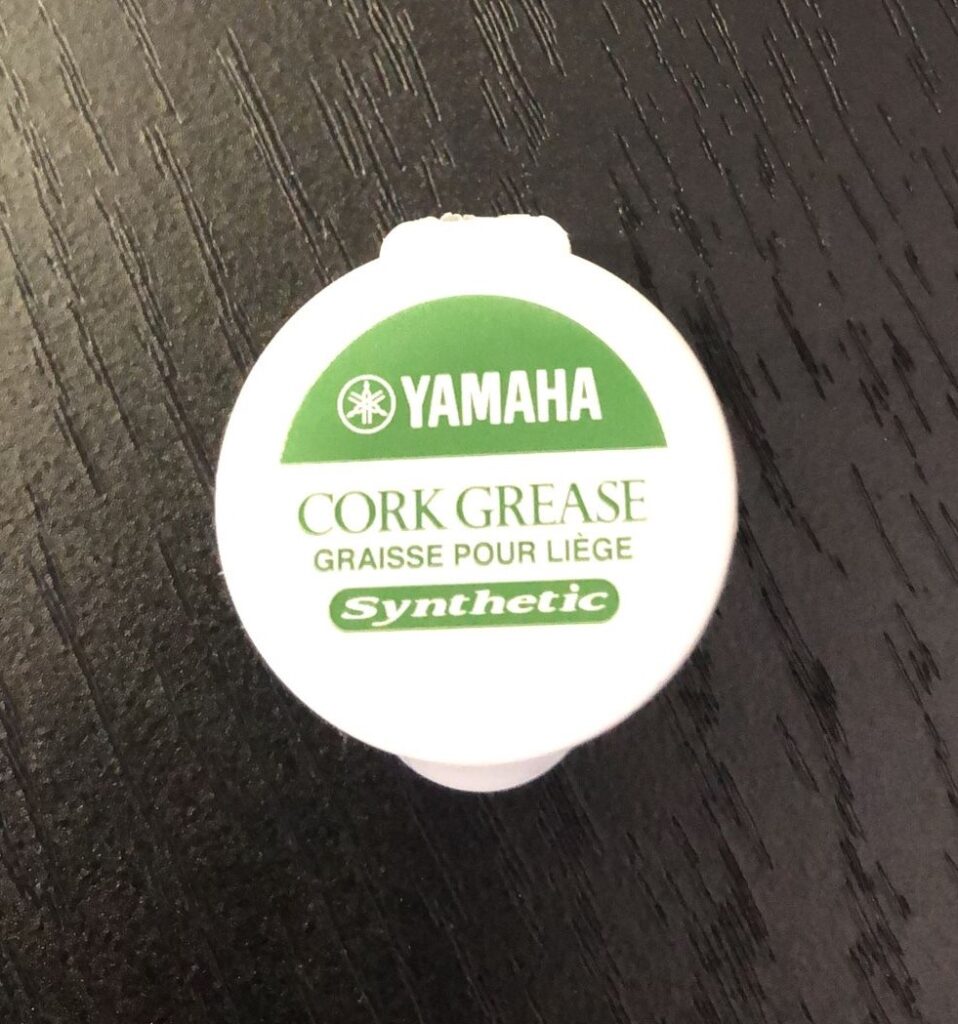 YAMAHA
CORK GREASE
GRAISSE POUR LIÈGE
Synthetic